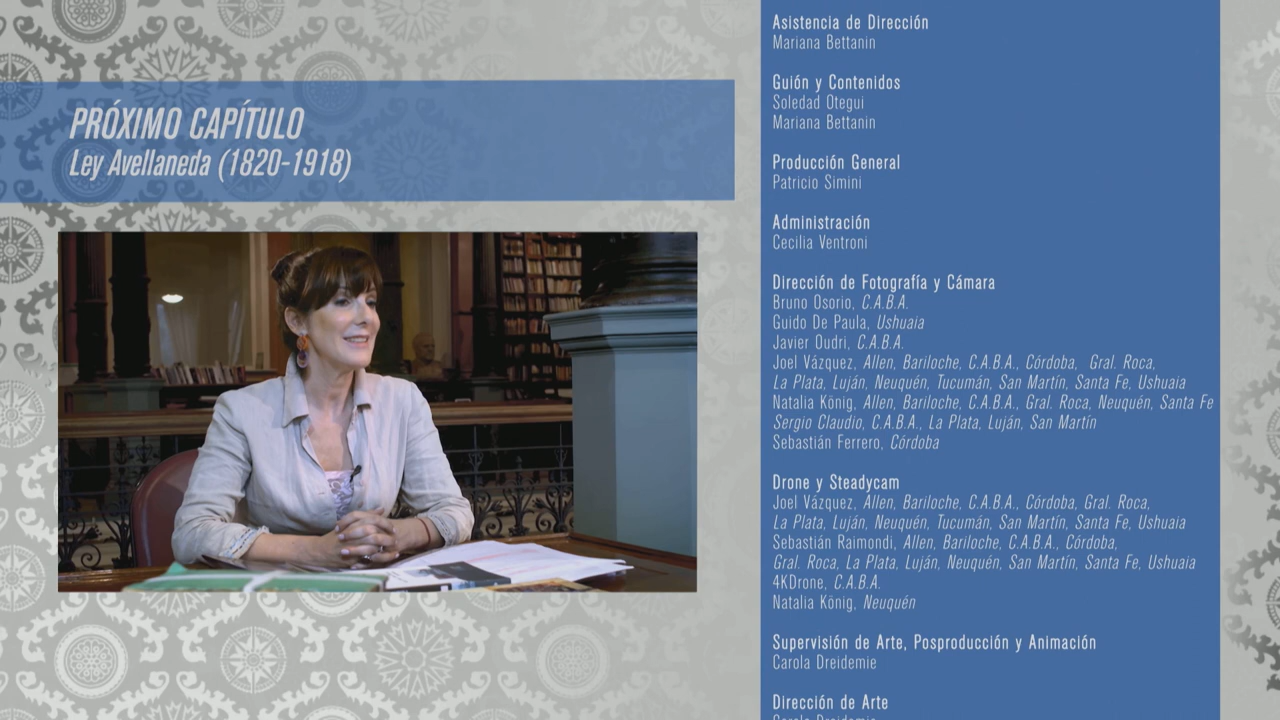 PRÓXIMO CAPÍTULO
Ley Avellaneda (1820-1918)
Asistencia de Dirección
Mariana Bettanin
Guión y Contenidos
Soledad Otegui
Mariana Bettanin
Producción General
Patricio Simini
Administración
Cecilia Ventroni
Dirección de Fotografía y Cámara
Bruno Osorio, C.A.B.A.
Guido De Paula, Ushuaia
Javier Oudri, C.A.B.A.
Joel Vázquez, Allen, Bariloche, C.A.B.A., Córdoba, Gral. Roca,
La Plata, Luján, Neuquén, Tucumán, San Martín, Santa Fe, Ushuaia
Natalia König, Allen, Bariloche, C.A.B.A., Gral. Roca, Neuquén, Santa Fe
Sergio Claudio, C.A.B.A., La Plata, Luján, San Martín
Sebastián Ferrero, Córdoba
Drone y Steadycam
Joel Vázquez, Allen, Bariloche, C.A.B.A., Córdoba, Gral. Roca,
La Plata, Luján, Neuquén, Tucumán, San Martín, Santa Fe, Ushuaia
Sebastián Raimondi, Allen, Bariloche, C.A.B.A., Córdoba,
Gral. Roca, La Plata, Luján, Neuquén, San Martín, Santa Fe, Ushuaia
4KDrone, C.A.B.A.
Natalia König, Neuquén
Supervisión de Arte, Posproducción y Animación
Carola Dreidemie
Dirección de Arte
Carola Dreidemie